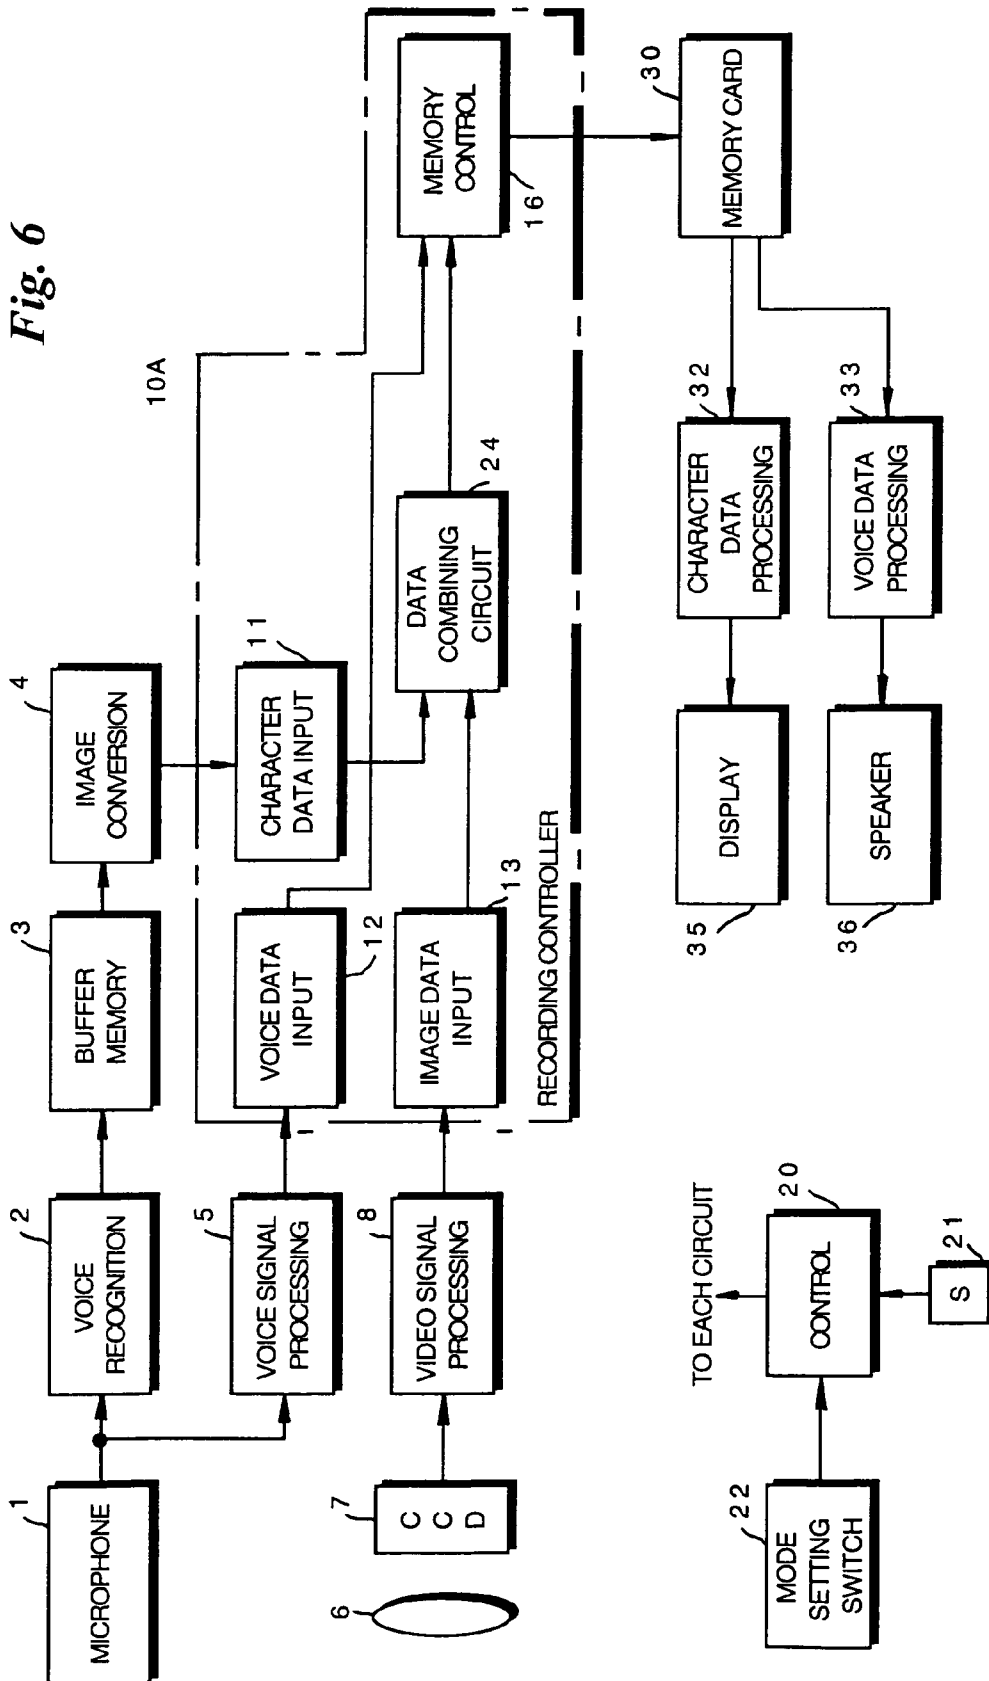 Fig. 6
1
MICROPHONE
2
VOICE
RECOGNITION
3
BUFFER
MEMORY
4
IMAGE
CONVERSION
10A
5
VOICE SIGNAL
PROCESSING
VOICE DATA
INPUT
12
CHARACTER
DATA INPUT
11
MEMORY
CONTROL
16
6
7
C
C
D
8
VIDEO SIGNAL
PROCESSING
IMAGE DATA
INPUT
13
DATA
COMBINING
CIRCUIT
24
RECORDING CONTROLLER
30
MEMORY CARD
22
MODE
SETTING
SWITCH
TO EACH CIRCUIT
CONTROL
20
S
21
35
DISPLAY
CHARACTER
DATA
PROCESSING
32
36
SPEAKER
VOICE DATA
PROCESSING
33